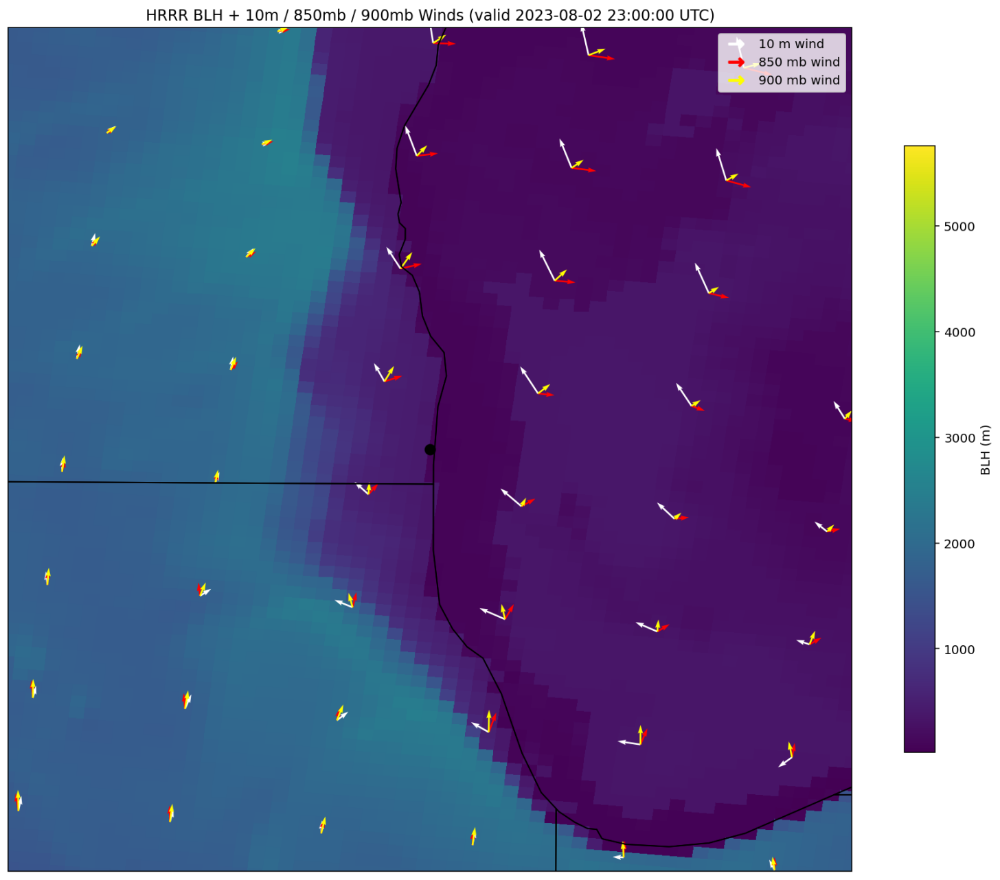 HRRR BLH + 10m / 850mb / 900mb Winds (valid 2023-08-02 23:00:00 UTC)
10 m wind
850 mb wind
900 mb wind
5000
4000
3000
2000
1000
BLH (m)